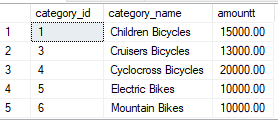 category_id category_name amountt
1 1 Children Bicycles 15000.00
2 3 Cruisers Bicycles 13000.00
3 4 Cyclocross Bicycles 20000.00
4 5 Electric Bikes 10000.00
5 6 Mountain Bikes 10000.00